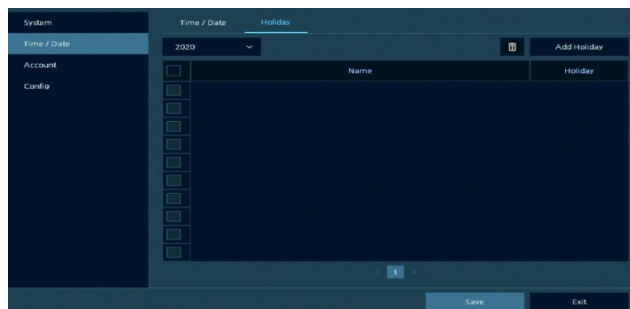 System
Time / Date
Account
Config
Time / Date Holiday
2020 Add Holiday
Name Holiday
< 1 >
Save Exit